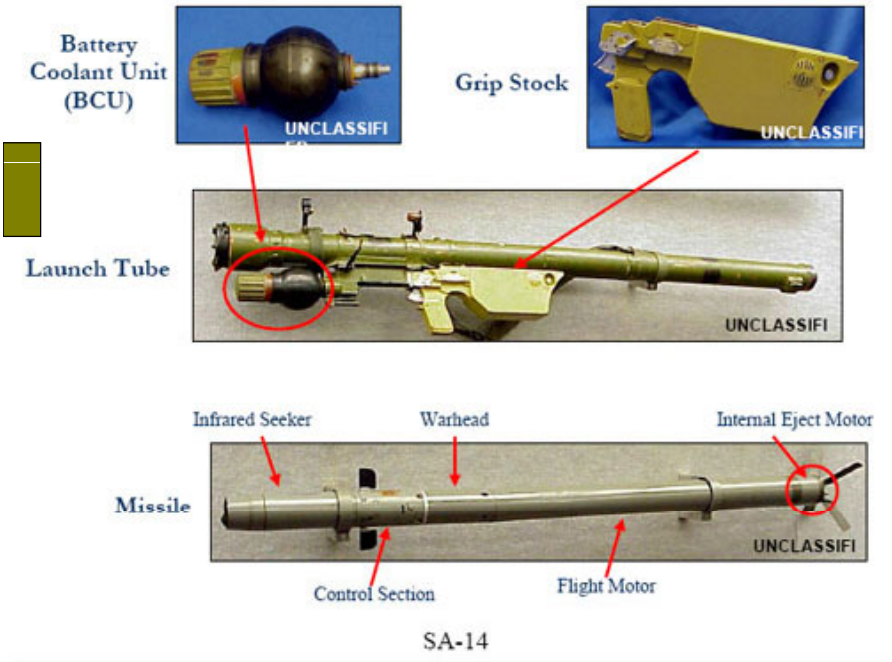 Battery
Coolant Unit
(BCU)
Grip Stock
UNCLASSIFI
UNCLASSIFI
Launch Tube
UNCLASSIFI
Infrared Seeker
Warhead
Internal Eject Motor
Missile
UNCLASSIFI
Control Section
Flight Motor
SA-14